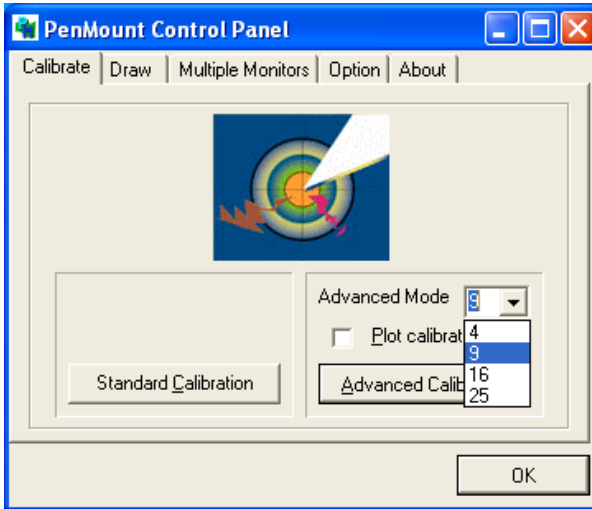 PenMount Control Panel
Calibrate Draw Multiple Monitors Option About
Advanced Mode 9
Plot calibrat
4
9
16
25
Standard Calibration
Advanced Calib
OK